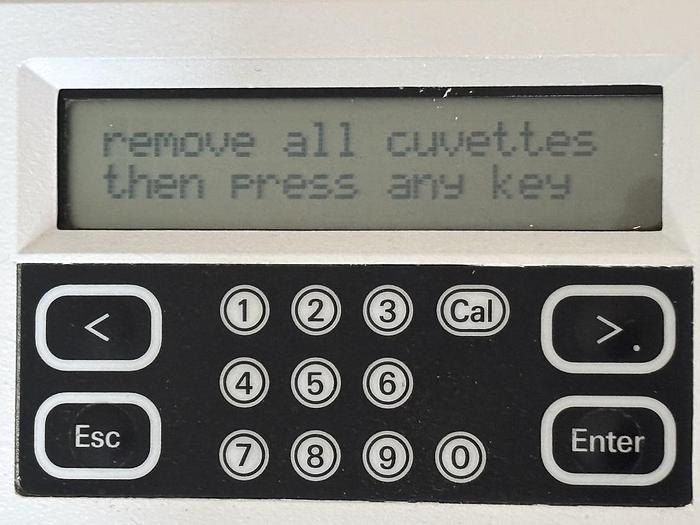 remove all cuvettes
then press any key
< 1 2 3 Cal >.
4 5 6
Esc 7 8 9 0 Enter